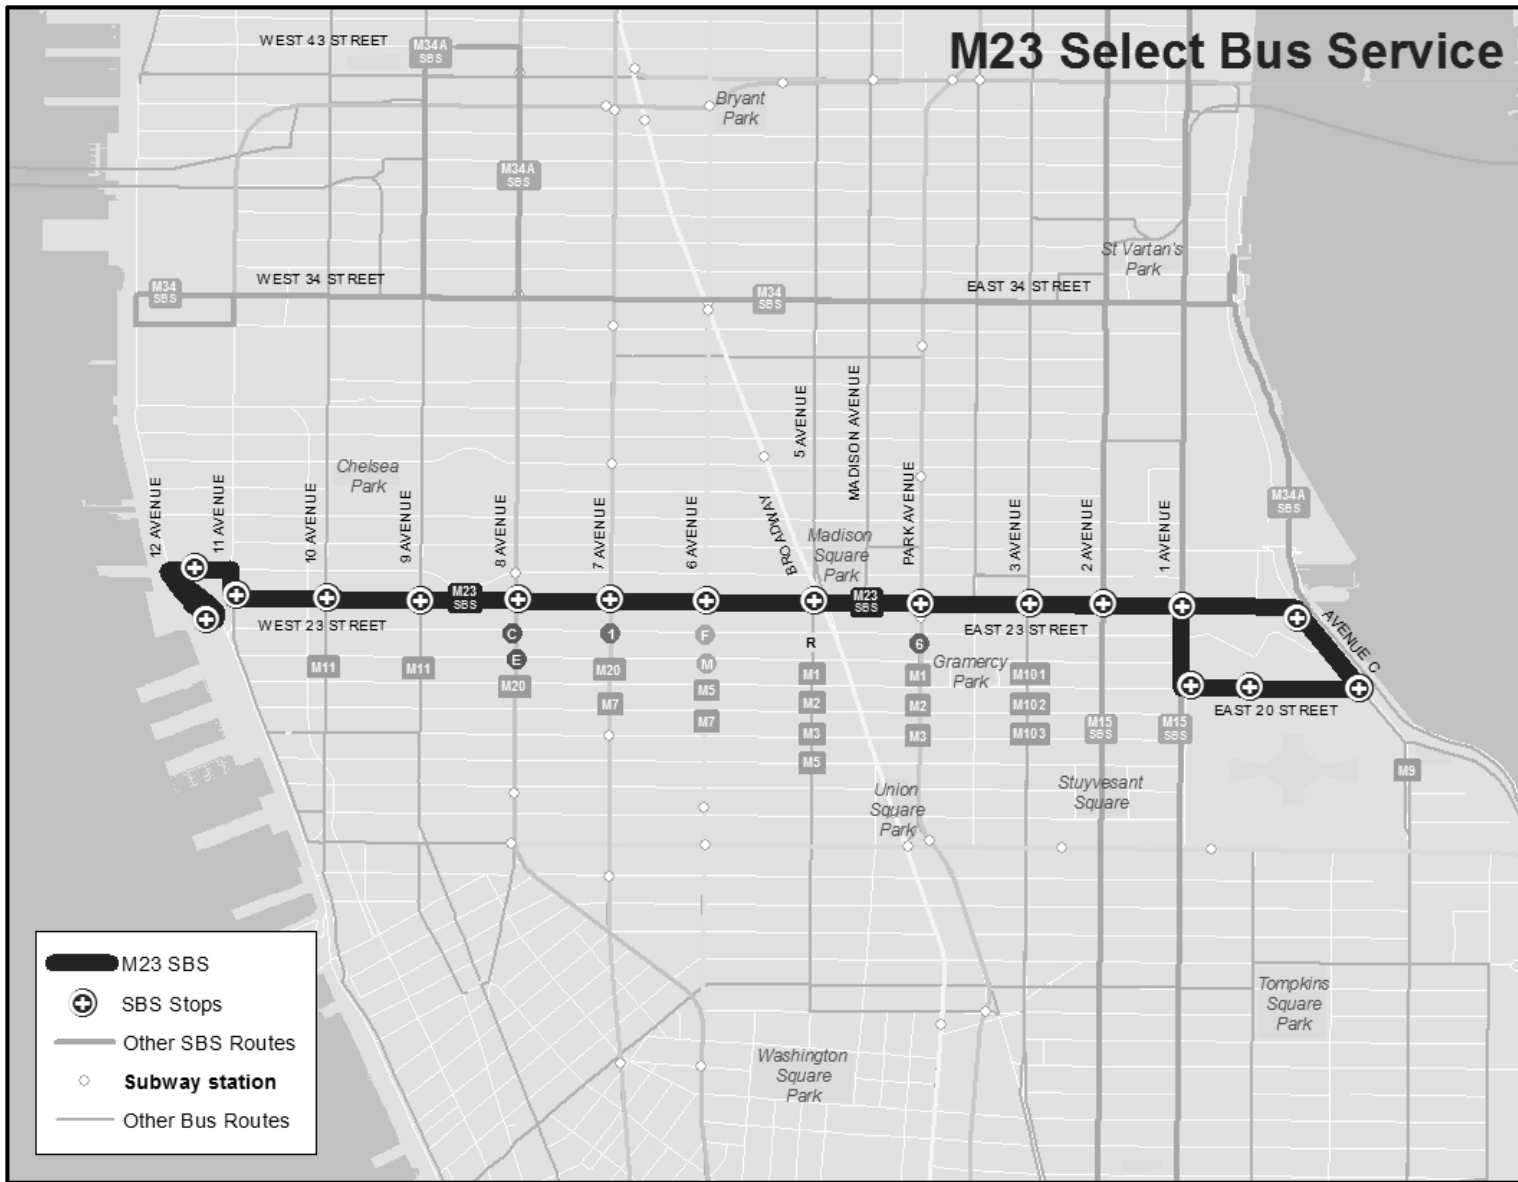 M23 Select Bus Service
WEST 43 STREET
M34A
SBS
Bryant
Park
M34A
SBS
St Vartan's
Park
WEST 34 STREET
EAST 34 STREET
M34
SBS
M34
SBS
5 AVENUE
MADISON AVENUE
Chelsea
Park
12 AVENUE
11 AVENUE
10 AVENUE
9 AVENUE
8 AVENUE
7 AVENUE
6 AVENUE
BROADWAY
PARK AVENUE
3 AVENUE
2 AVENUE
1 AVENUE
M34A
SBS
Madison
Square
Park
M23
SBS
M23
SBS
WEST 23 STREET
EAST 23 STREET
AVENUE C
C
E
M20
1
M20
M7
F
M
M5
M7
R
M1
M2
M3
M5
6
M1
M2
M3
M11
M11
Gramercy
Park
M101
M102
M103
M15
SBS
M15
SBS
EAST 20 STREET
M9
Union
Square
Park
Stuyvesant
Square
Tompkins
Square
Park
Washington
Square
Park
M23 SBS
SBS Stops
Other SBS Routes
Subway station
Other Bus Routes